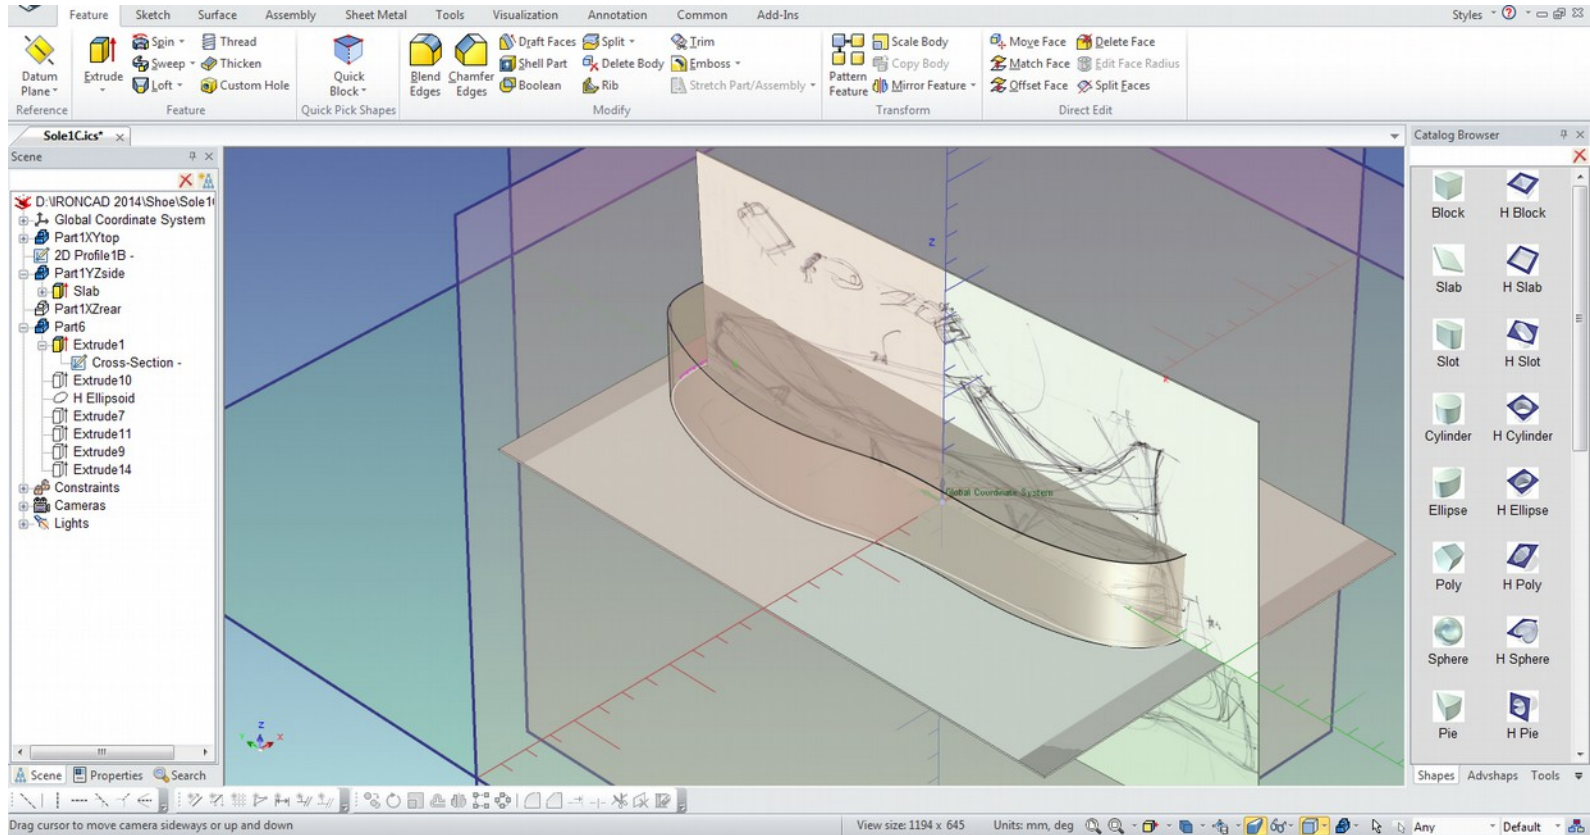 Feature Sketch Surface Assembly Sheet Metal Tools Visualization Annotation Common Add-Ins Styles
Datum Plane
Reference
Extrude
Spin
Sweep
Loft
Thread
Thicken
Custom Hole
Feature
Quick Block
Quick Pick Shapes
Blend Edges
Chamfer Edges
Draft Faces
Shell Part
Boolean
Split
Delete Body
Rib
Trim
Emboss
Stretch Part/Assembly
Modify
Pattern Feature
Scale Body
Copy Body
Mirror Feature
Transform
Move Face
Match Face
Offset Face
Delete Face
Edit Face Radius
Split Faces
Direct Edit
Sole1C.ics*
Scene
D:\IRONCAD 2014\Shoe\Sole1
Global Coordinate System
Part1XYtop
2D Profile1B -
Part1YZside
Slab
Part1XZrear
Part6
Extrude1
Cross-Section -
Extrude10
H Ellipsoid
Extrude7
Extrude11
Extrude9
Extrude14
Constraints
Cameras
Lights
Scene Properties Search
Z
X
Global Coordinate System
Z
Y X
Catalog Browser
Block H Block
Slab H Slab
Slot H Slot
Cylinder H Cylinder
Ellipse H Ellipse
Poly H Poly
Sphere H Sphere
Pie H Pie
Shapes Advshaps Tools
Drag cursor to move camera sideways or up and down
View size: 1194 x 645 Units: mm, deg Any Default